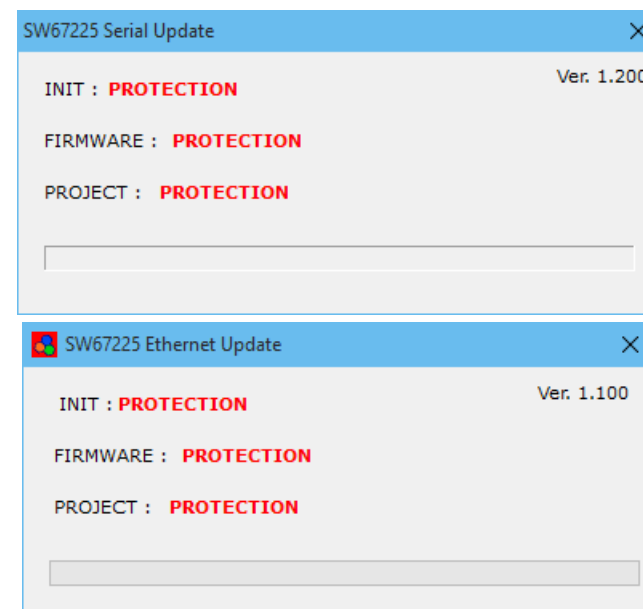 SW67225 Serial Update
Ver. 1.200
INIT : PROTECTION
FIRMWARE : PROTECTION
PROJECT : PROTECTION
SW67225 Ethernet Update
Ver. 1.100
INIT : PROTECTION
FIRMWARE : PROTECTION
PROJECT : PROTECTION